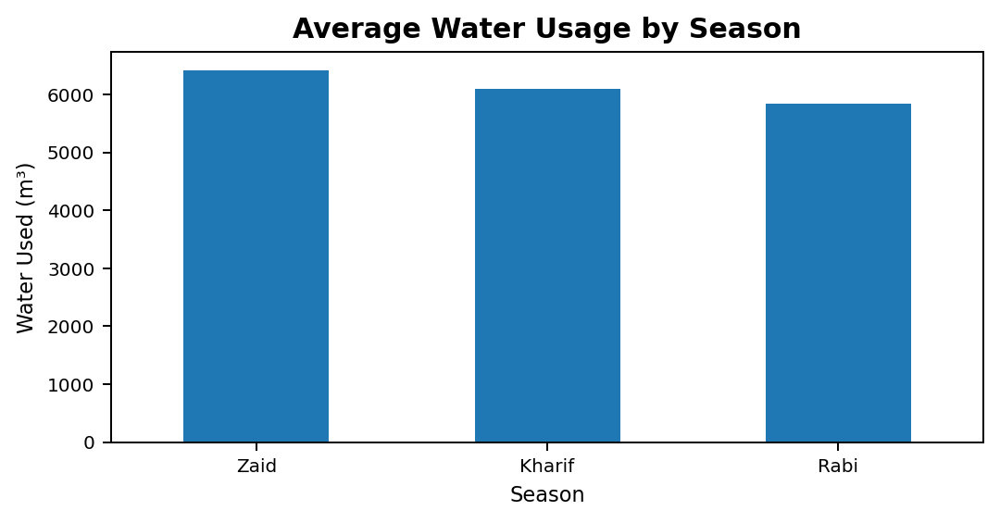 Average Water Usage by Season
Water Used (m³)
6000
5000
4000
3000
2000
1000
0
Zaid
Kharif
Rabi
Season